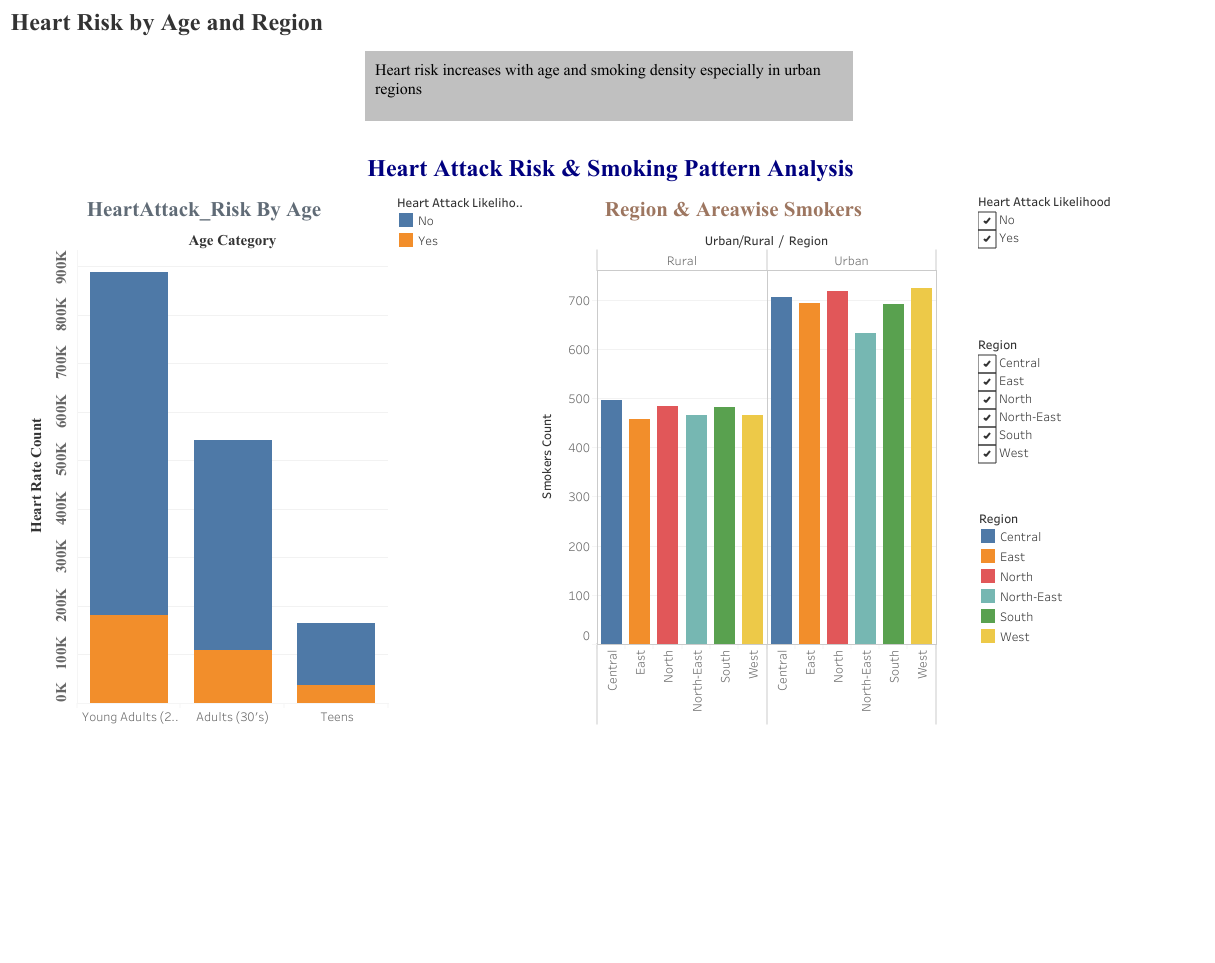 Heart Risk by Age and Region
Heart risk increases with age and smoking density especially in urban
regions
Heart Attack Risk & Smoking Pattern Analysis
HeartAttack_Risk By Age
Age Category
Heart Rate Count
900K
800K
700K
600K
500K
400K
300K
200K
100K
0K
Young Adults (2..
Adults (30's)
Teens
Heart Attack Likeliho..
No
Yes
Region & Areawise Smokers
Urban/Rural / Region
Rural
Urban
Smokers Count
700
600
500
400
300
200
100
0
Central
East
North
North-East
South
West
Central
East
North
North-East
South
West
Heart Attack Likelihood
No
Yes
Region
Central
East
North
North-East
South
West
Region
Central
East
North
North-East
South
West